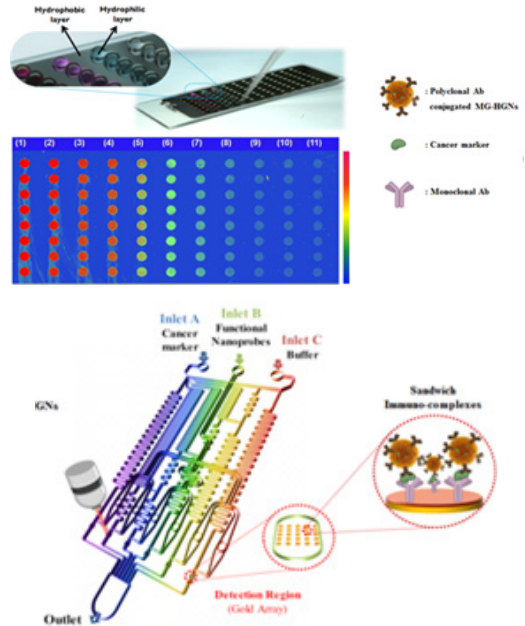 Hydrophobic
layer
Hydrophilic
layer
(1) (2) (3) (4) (5) (6) (7) (8) (9) (10) (11)
: Polyclonal Ab
conjugated MG-HGNs
: Cancer marker
: Monoclonal Ab
Inlet A
Cancer
marker
Inlet B
Functional
Nanoprobes
Inlet C
Buffer
GNs
Sandwich
Immuno-complexes
Detection Region
(Gold Array)
Outlet